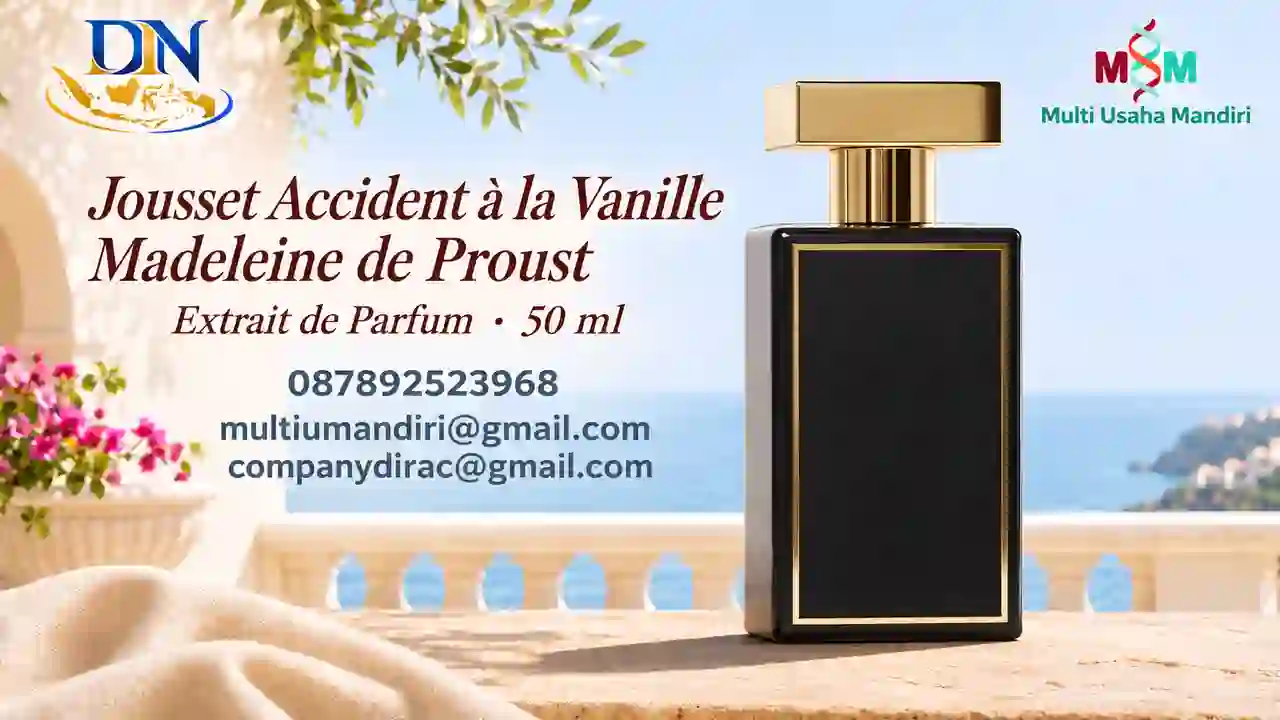 DN
MSM
Multi Usaha Mandiri
Jousset Accident à la Vanille
Madeleine de Proust
Extrait de Parfum • 50 ml
087892523968
multiumandiri@gmail.com
companydirac@gmail.com